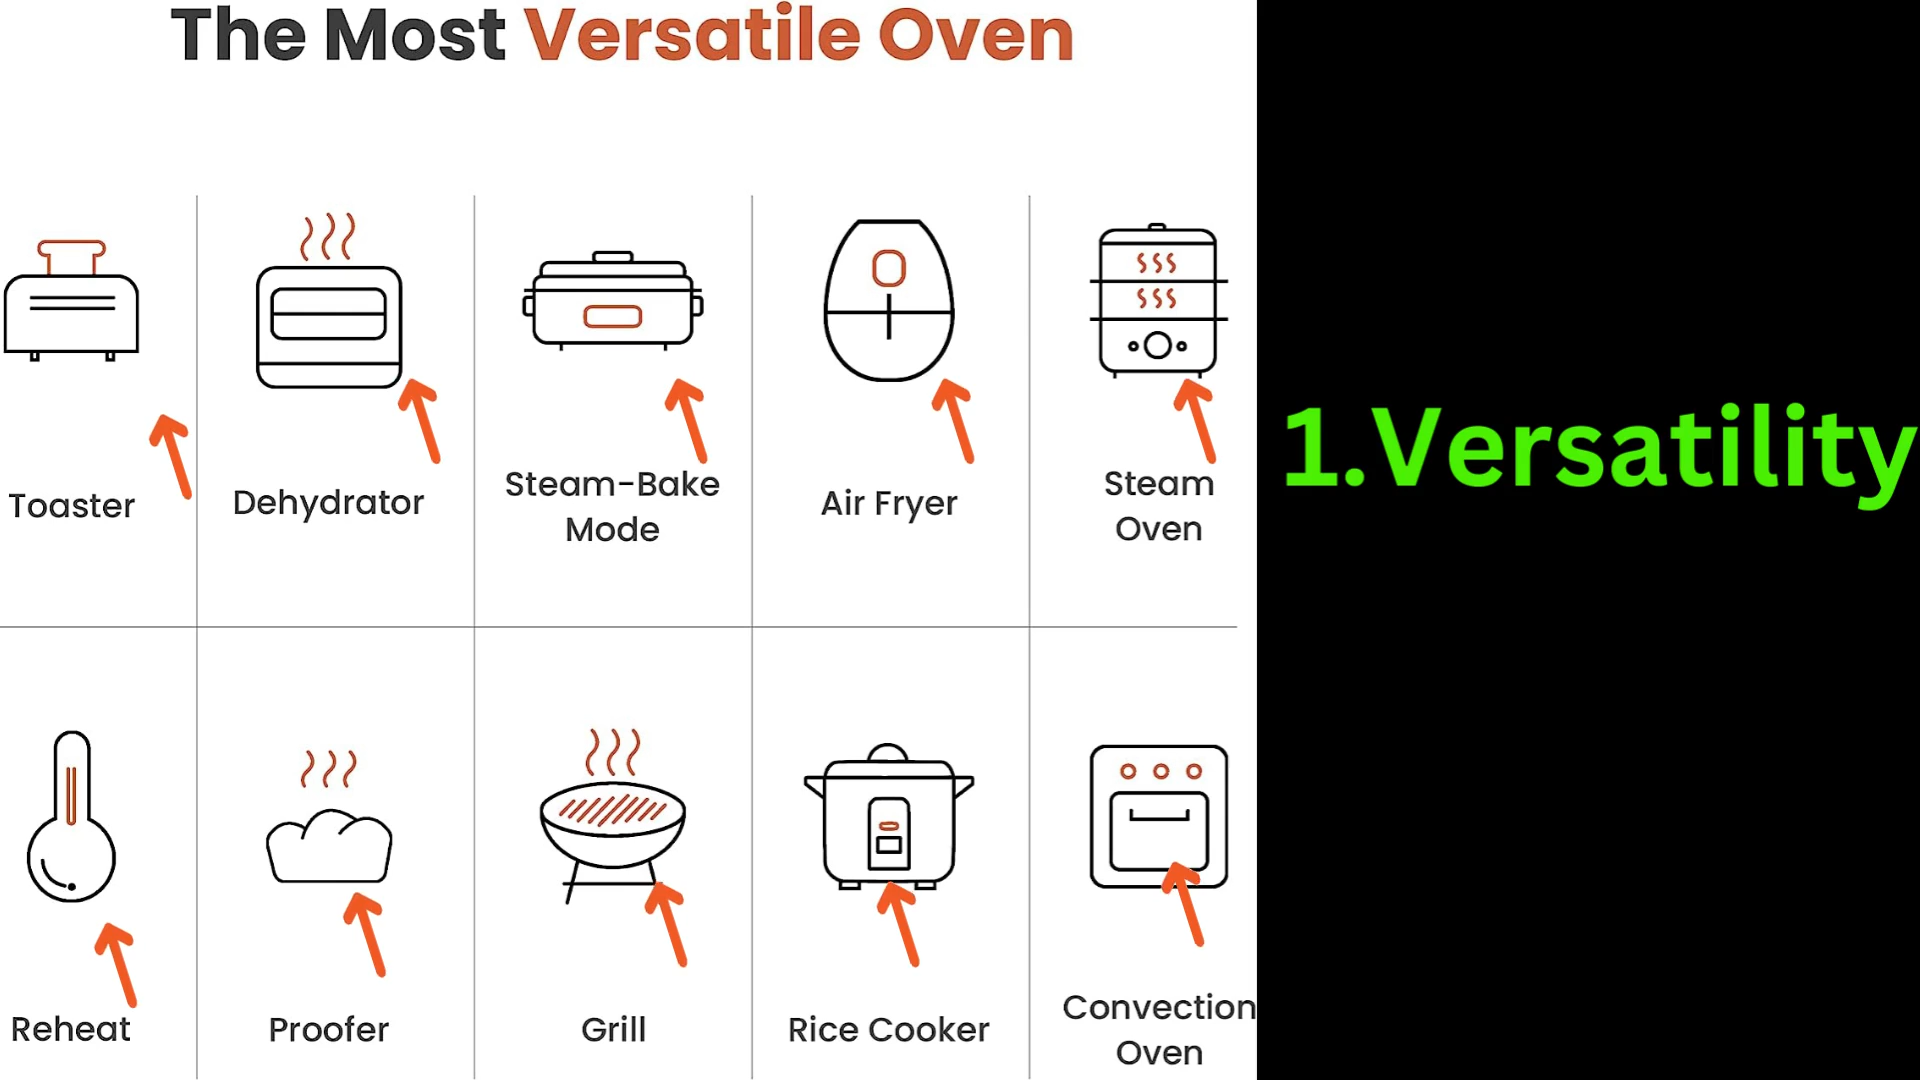 The Most Versatile Oven
Toaster
Dehydrator
Steam-Bake
Mode
Air Fryer
Steam
Oven
1.Versatility
Reheat
Proofer
Grill
Rice Cooker
Convection
Oven